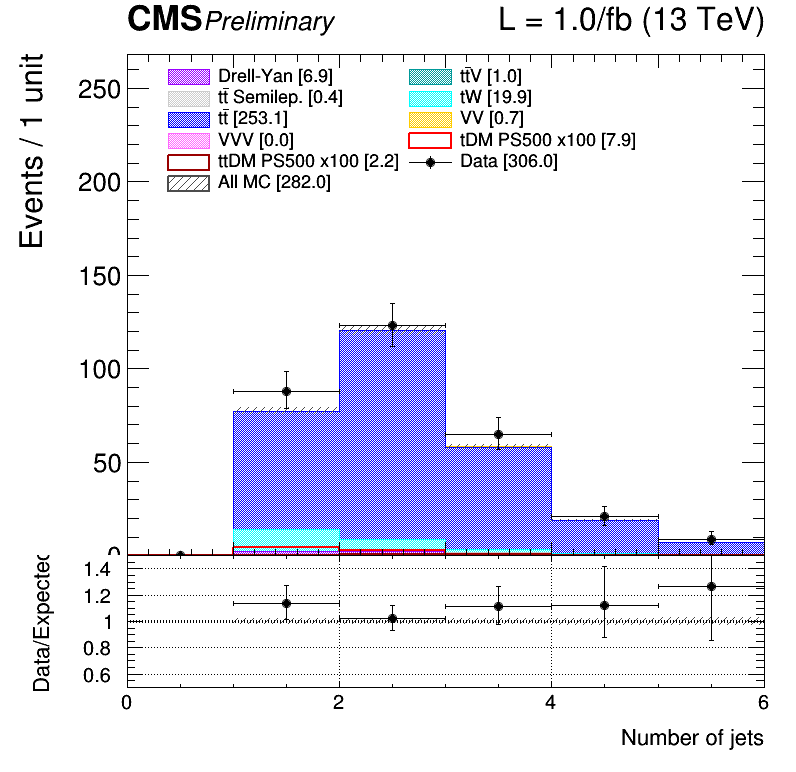 CMS Preliminary L = 1.0/fb (13 TeV)
Events / 1 unit
250
200
150
100
50
0
Drell-Yan [6.9]
tt̄V [1.0]
tt̄ Semilep. [0.4]
tW [19.9]
tt̄ [253.1]
VV [0.7]
VVV [0.0]
tDM PS500 x100 [7.9]
ttDM PS500 x100 [2.2]
Data [306.0]
All MC [282.0]
Data/Expected
1.4
1.2
1
0.8
0.6
0 2 4 6
Number of jets